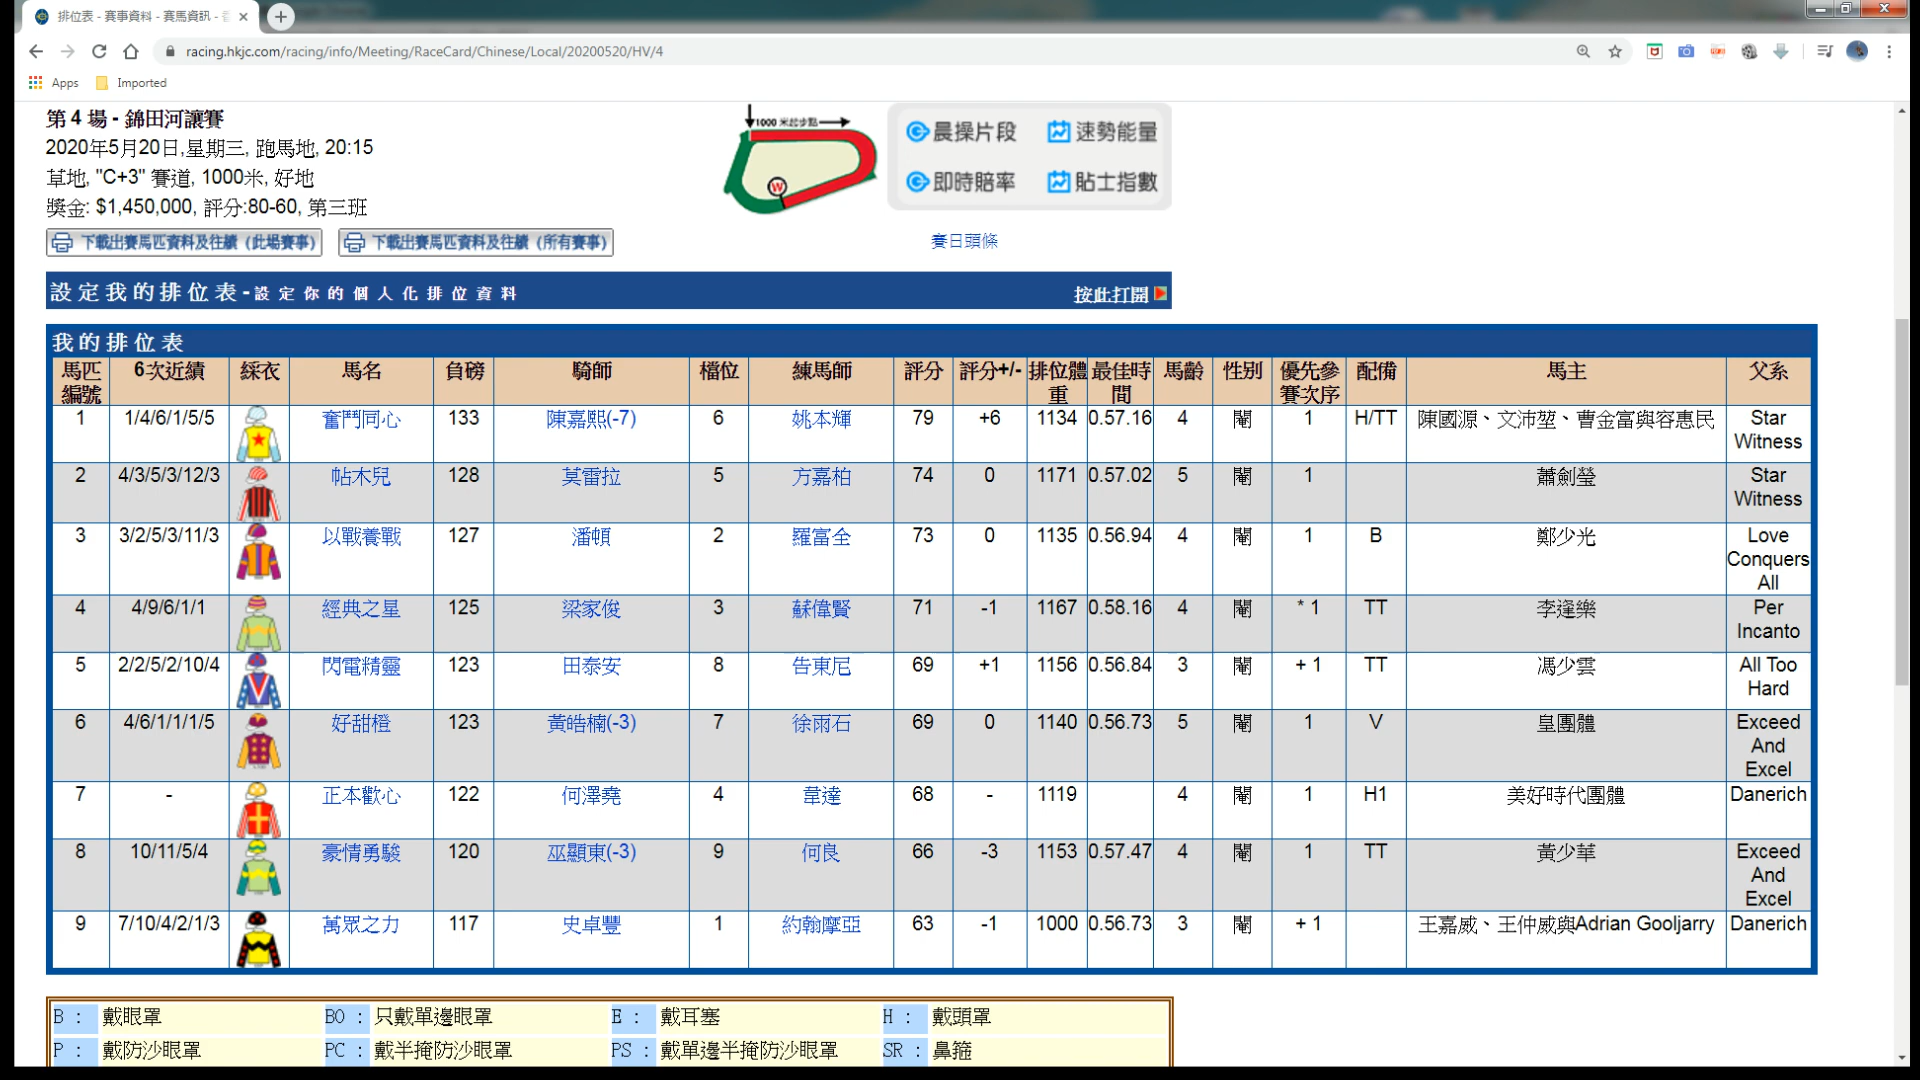 排位表 - 賽事資料 - 賽馬資訊 -
racing.hkjc.com/racing/info/Meeting/RaceCard/Chinese/Local/20200520/HV/4
Apps Imported
第 4 場 - 錦田河讓賽
2020年5月20日,星期三, 跑馬地, 20:15
草地, "C+3" 賽道, 1000米, 好地
獎金: $1,450,000, 評分:80-60, 第三班
下載出賽馬匹資料及往績 (此場賽事) 下載出賽馬匹資料及往績 (所有賽事)
1000 米起步點
W
晨操片段 速勢能量
即時賠率 貼士指數
賽日頭條
設定我的排位表-設定你的個人化排位資料 按此打開
我的排位表
馬匹編號 6次近績 綵衣 馬名 負磅 騎師 檔位 練馬師 評分 評分+/- 排位體重 最佳時間 馬齡 性別 優先參賽次序 配備 馬主 父系
1 1/4/6/1/5/5 奮鬥同心 133 陳嘉熙(-7) 6 姚本輝 79 +6 1134 0.57.16 4 閹 1 H/TT 陳國源、文沛堃、曹金富與容惠民 Star Witness
2 4/3/5/3/12/3 帖木兒 128 莫雷拉 5 方嘉柏 74 0 1171 0.57.02 5 閹 1 蕭劍瑩 Star Witness
3 3/2/5/3/11/3 以戰養戰 127 潘頓 2 羅富全 73 0 1135 0.56.94 4 閹 1 B 鄭少光 Love Conquers All
4 4/9/6/1/1 經典之星 125 梁家俊 3 蘇偉賢 71 -1 1167 0.58.16 4 閹 * 1 TT 李逢樂 Per Incanto
5 2/2/5/2/10/4 閃電精靈 123 田泰安 8 告東尼 69 +1 1156 0.56.84 3 閹 + 1 TT 馮少雲 All Too Hard
6 4/6/1/1/1/5 好甜橙 123 黃皓楠(-3) 7 徐雨石 69 0 1140 0.56.73 5 閹 1 V 皇團體 Exceed And Excel
7 - 正本歡心 122 何澤堯 4 韋達 68 - 1119 4 閹 1 H1 美好時代團體 Danerich
8 10/11/5/4 豪情勇駿 120 巫顯東(-3) 9 何良 66 -3 1153 0.57.47 4 閹 1 TT 黃少華 Exceed And Excel
9 7/10/4/2/1/3 萬眾之力 117 史卓豐 1 約翰摩亞 63 -1 1000 0.56.73 3 閹 + 1 王嘉威、王仲威與Adrian Gooljarry Danerich
B : 戴眼罩 BO : 只戴單邊眼罩 E : 戴耳塞 H : 戴頭罩
P : 戴防沙眼罩 PC : 戴半掩防沙眼罩 PS : 戴單邊半掩防沙眼罩 SR : 鼻箍